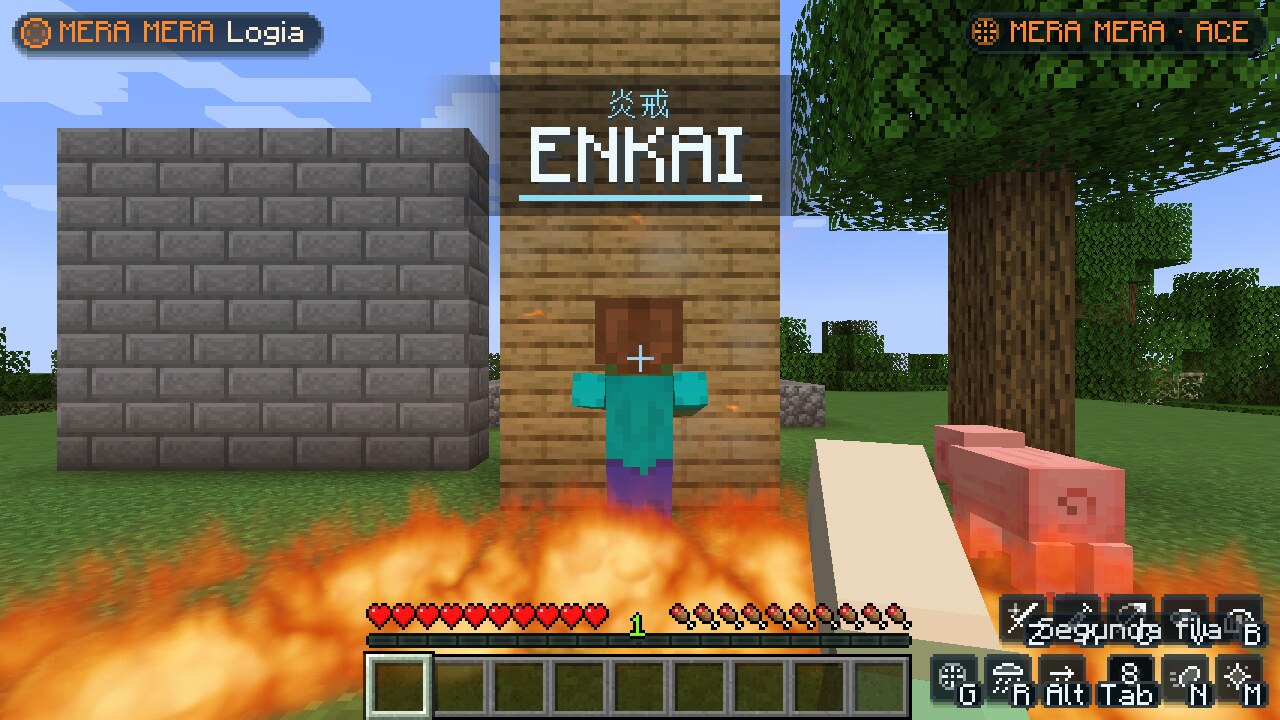 MERA MERA Logia
MERA MERA · ACE
炎戒
ENKAI
1
Segunda fila
B
G
R
Alt
8
Tab
N
M